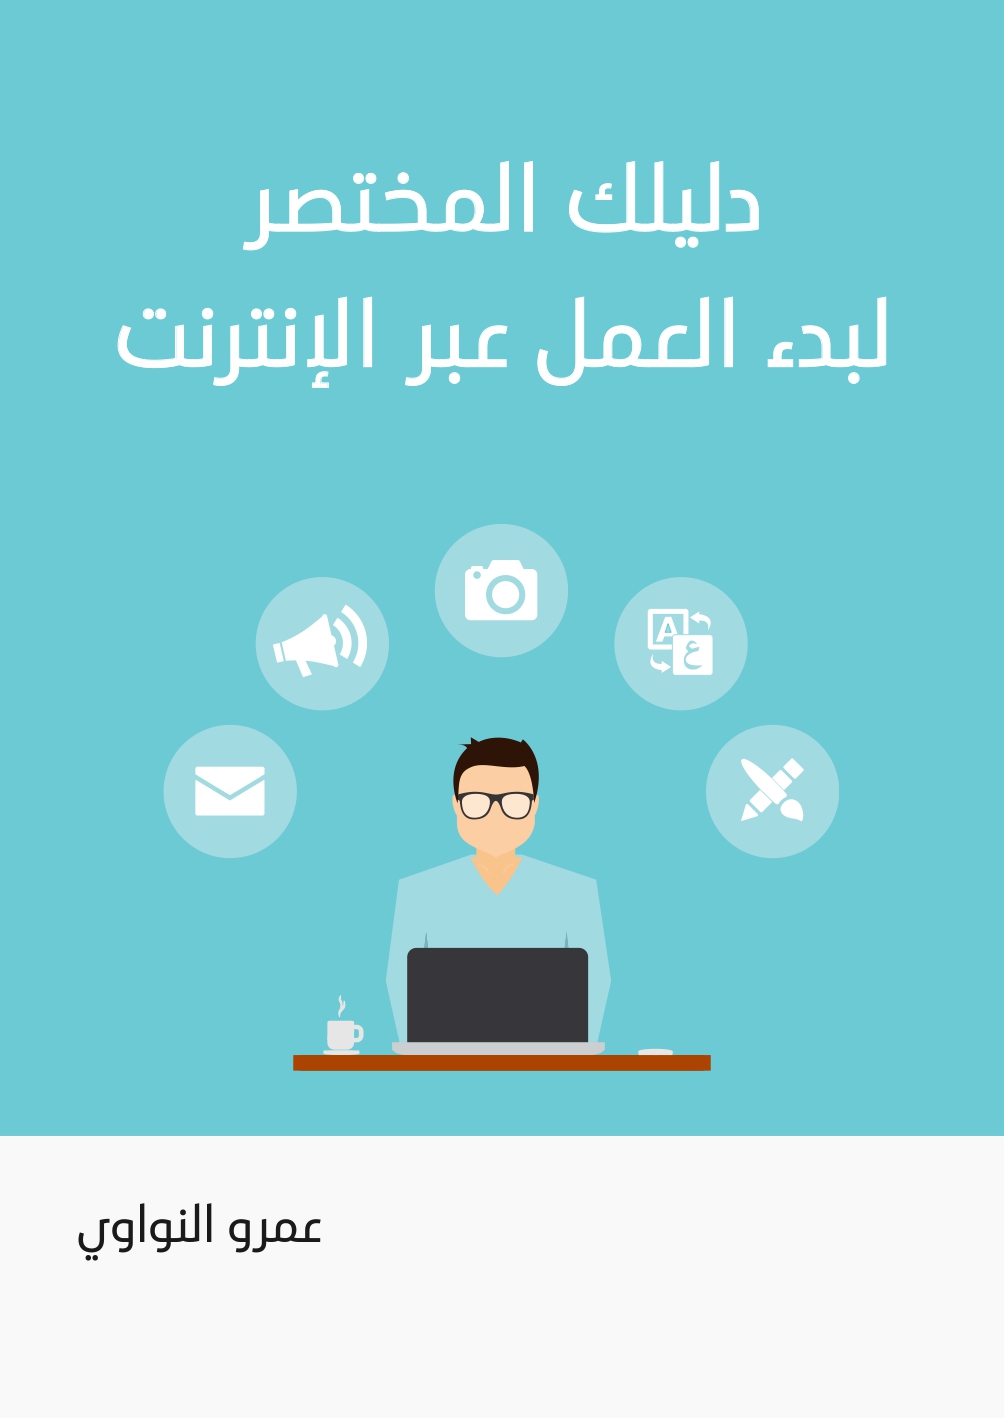 دليلك المختصر
لبدء العمل عبر الإنترنت
A
ع
عمرو النواوي